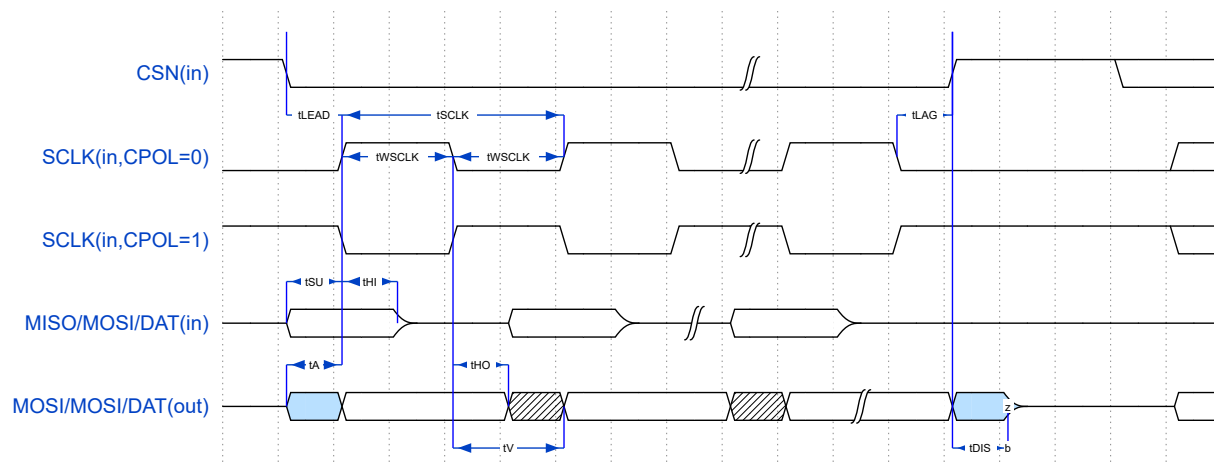 CSN(in)
tLEAD tSCLK tLAG
SCLK(in,CPOL=0) tWSCLK tWSCLK
SCLK(in,CPOL=1)
tSU tHI
MISO/MOSI/DAT(in)
tA tHO
MOSI/MOSI/DAT(out) z
tV tDIS b